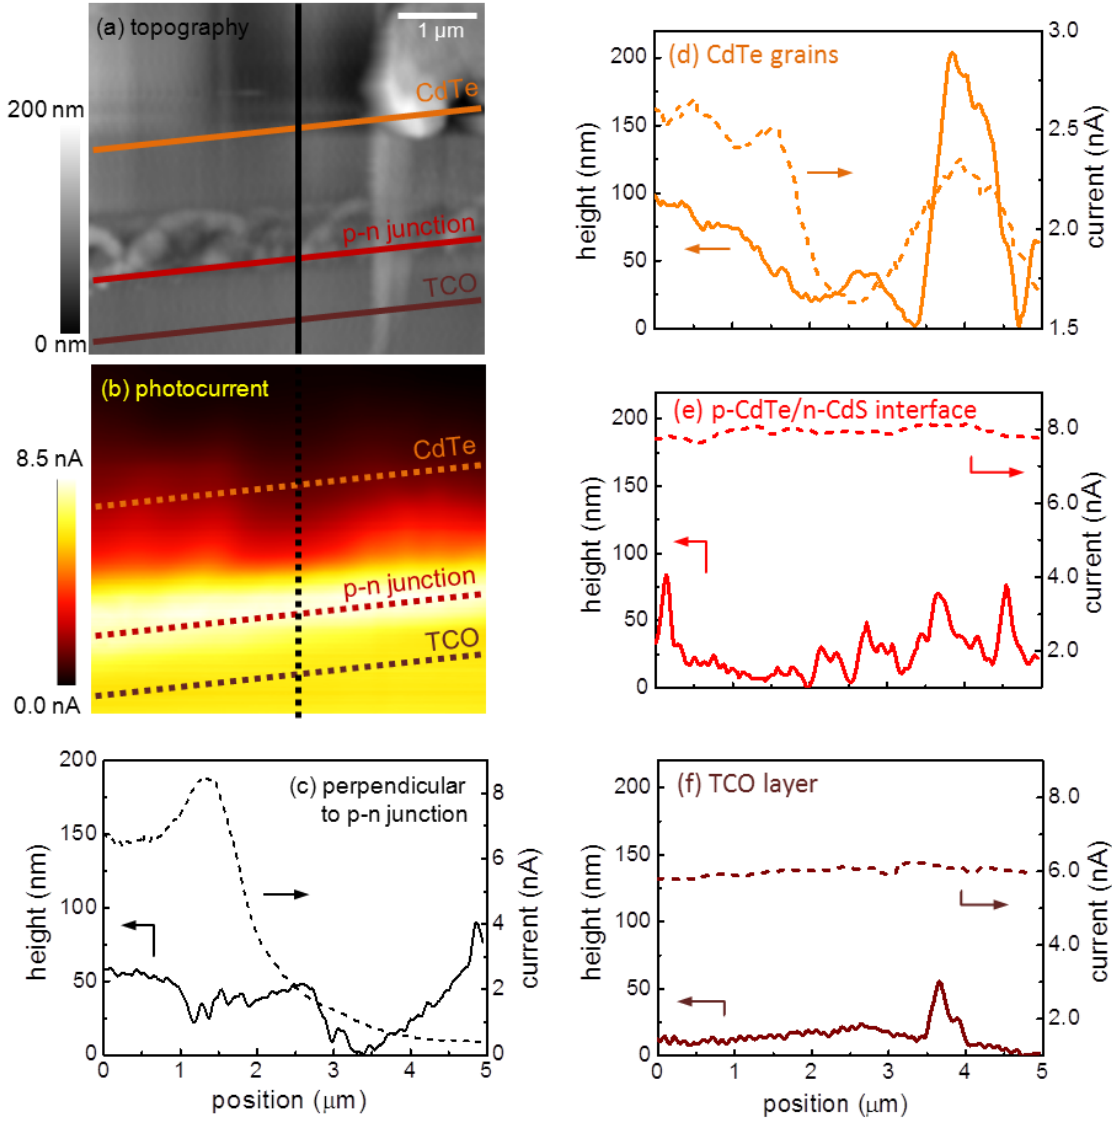 (a) topography
1 µm
CdTe
200 nm
p-n junction
TCO
0 nm
(b) photocurrent
CdTe
8.5 nA
p-n junction
TCO
0.0 nA
(c) perpendicular
to p-n junction
200
150
100
50
0
height (nm)
8
6
4
2
0
current (nA)
0 1 2 3 4 5
position (µm)
(d) CdTe grains
200
150
100
50
0
height (nm)
3.0
2.5
2.0
1.5
current (nA)
(e) p-CdTe/n-CdS interface
200
150
100
50
0
height (nm)
8.0
6.0
4.0
2.0
current (nA)
(f) TCO layer
200
150
100
50
0
height (nm)
8.0
6.0
4.0
2.0
current (nA)
0 1 2 3 4 5
position (µm)